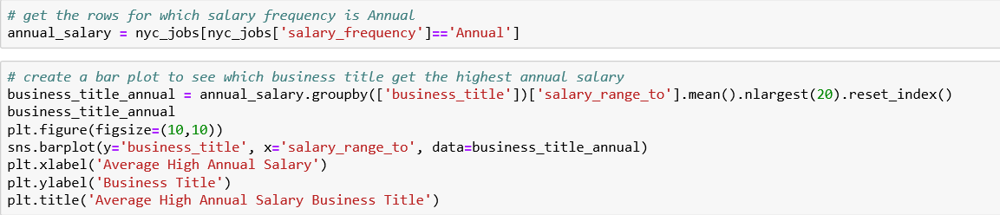 # get the rows for which salary frequency is Annual
annual_salary = nyc_jobs[nyc_jobs['salary_frequency']=='Annual']
# create a bar plot to see which business title get the highest annual salary
business_title_annual = annual_salary.groupby(['business_title'])['salary_range_to'].mean().nlargest(20).reset_index()
business_title_annual
plt.figure(figsize=(10,10))
sns.barplot(y='business_title', x='salary_range_to', data=business_title_annual)
plt.xlabel('Average High Annual Salary')
plt.ylabel('Business Title')
plt.title('Average High Annual Salary Business Title')